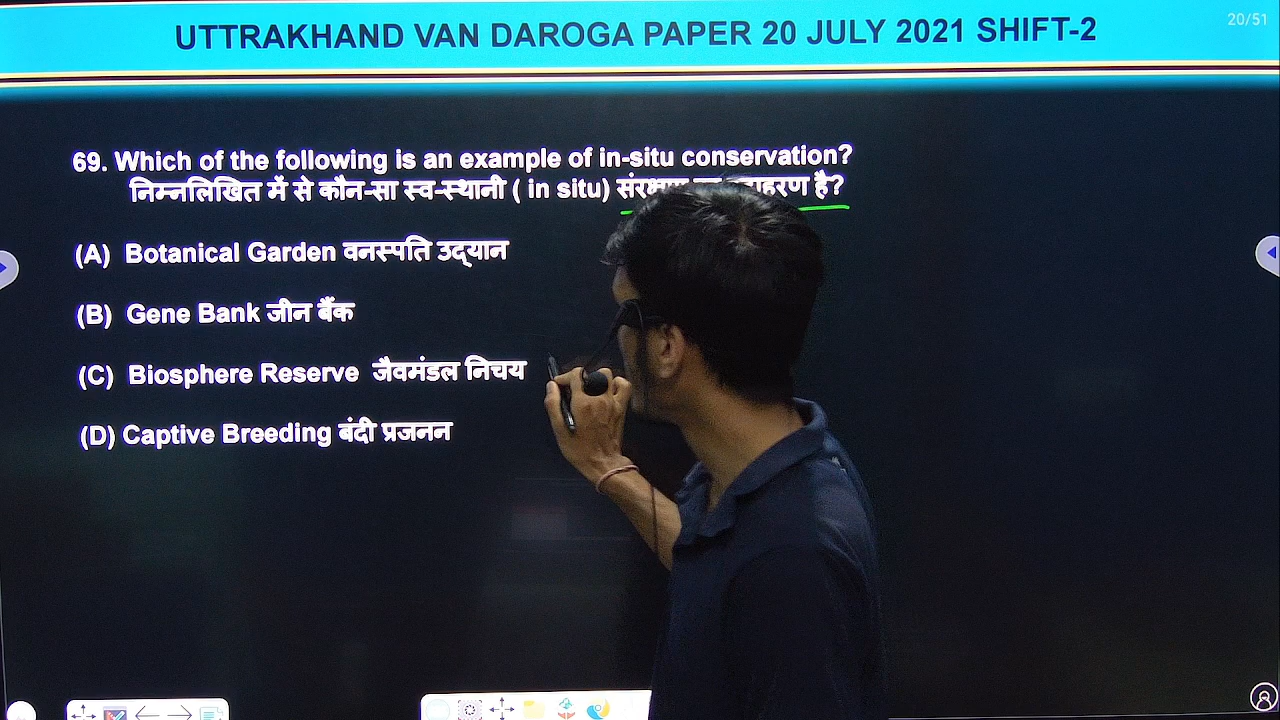 UTTRAKHAND VAN DAROGA PAPER 20 JULY 2021 SHIFT-2
20/51
69. Which of the following is an example of in-situ conservation?
निम्नलिखित में से कौन-सा स्व-स्थानी ( in situ) है?
(A) Botanical Garden वनस्पति उद्यान
(B) Gene Bank जीन बैंक
(C) Biosphere Reserve जैवमंडल निचय
(D) Captive Breeding बंदी प्रजनन